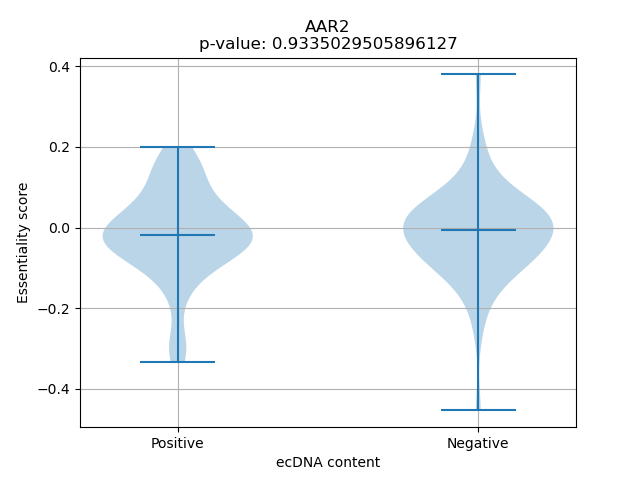 AAR2
p-value: 0.9335029505896127
0.4
0.2
0.0
−0.2
−0.4
Essentiality score
Positive
Negative
ecDNA content